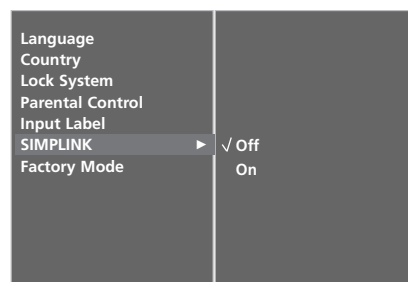 Language
Country
Lock System
Parental Control
Input Label
SIMPLINK ► √ Off
Factory Mode On